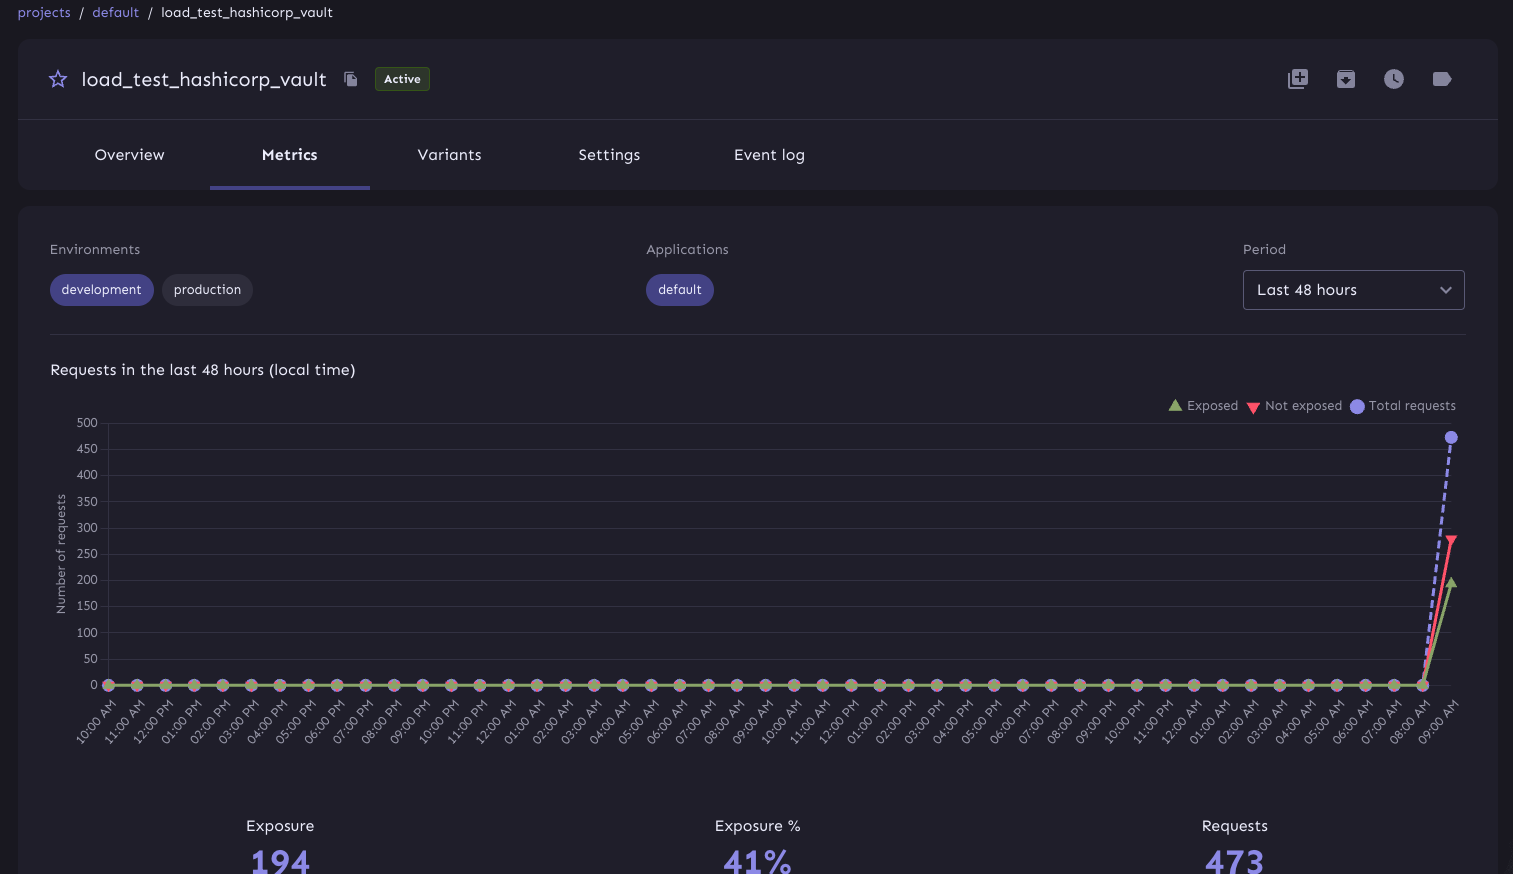 projects / default / load_test_hashicorp_vault
load_test_hashicorp_vault Active
Overview Metrics Variants Settings Event log
Environments Applications Period
development production default Last 48 hours
Requests in the last 48 hours (local time)
Exposed Not exposed Total requests
Number of requests
500
450
400
350
300
250
200
150
100
50
0
10:00 AM 11:00 AM 12:00 PM 01:00 PM 02:00 PM 03:00 PM 04:00 PM 05:00 PM 06:00 PM 07:00 PM 08:00 PM 09:00 PM 10:00 PM 11:00 PM 12:00 AM 01:00 AM 02:00 AM 03:00 AM 04:00 AM 05:00 AM 06:00 AM 07:00 AM 08:00 AM 09:00 AM 10:00 AM 11:00 AM 12:00 PM 01:00 PM 02:00 PM 03:00 PM 04:00 PM 05:00 PM 06:00 PM 07:00 PM 08:00 PM 09:00 PM 10:00 PM 11:00 PM 12:00 AM 01:00 AM 02:00 AM 03:00 AM 04:00 AM 05:00 AM 06:00 AM 07:00 AM 08:00 AM 09:00 AM
Exposure Exposure % Requests
194 41% 473